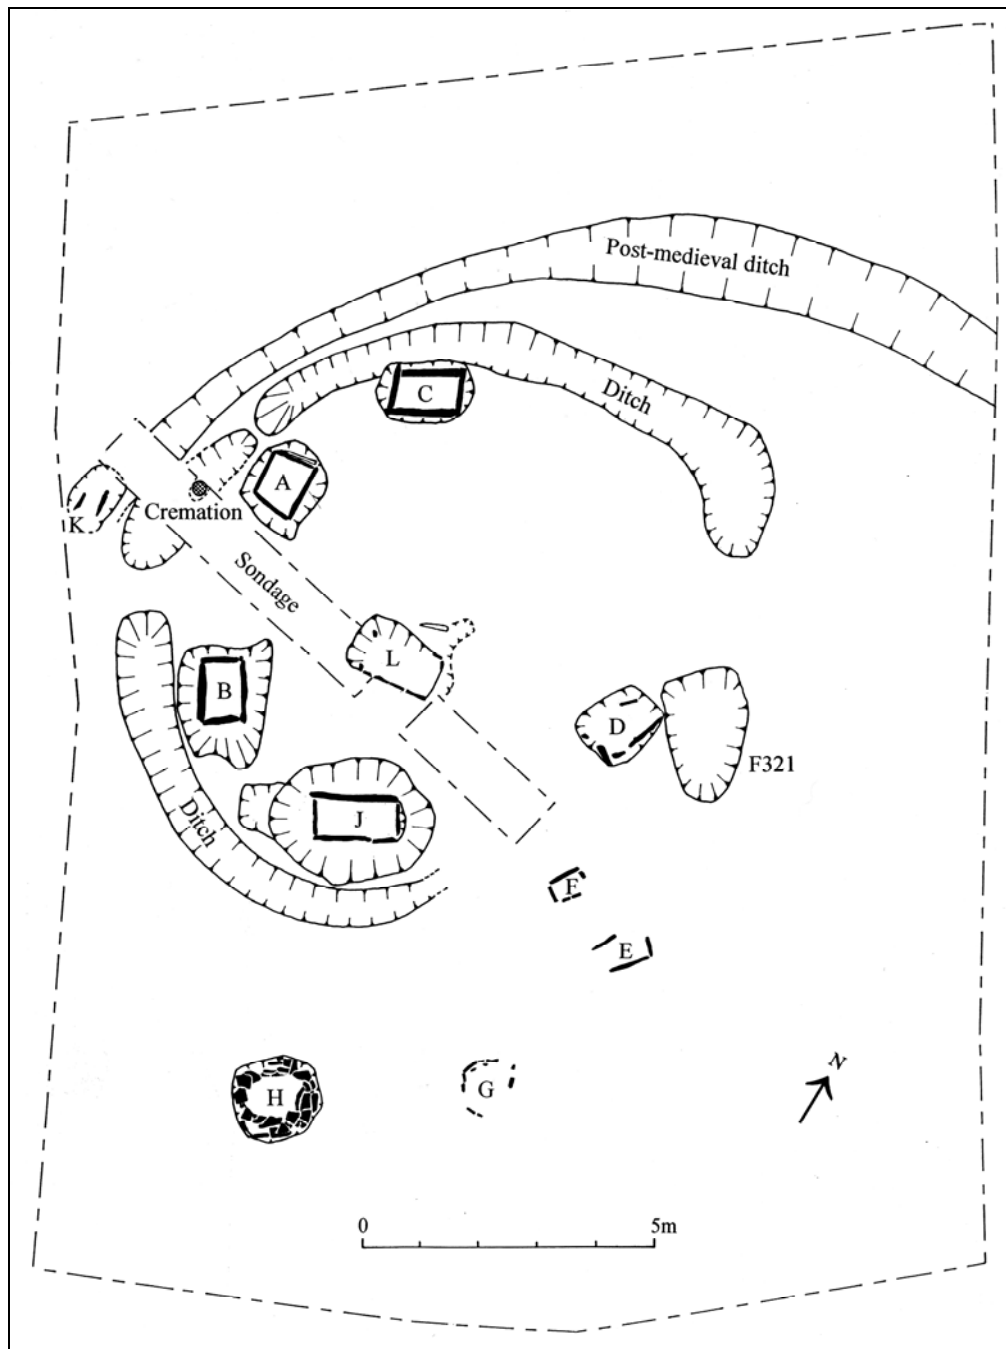 Post-medieval ditch
C
Ditch
A
K
Cremation
Sondage
L
B
D
F321
J
Ditch
F
E
N
H
G
0
5m